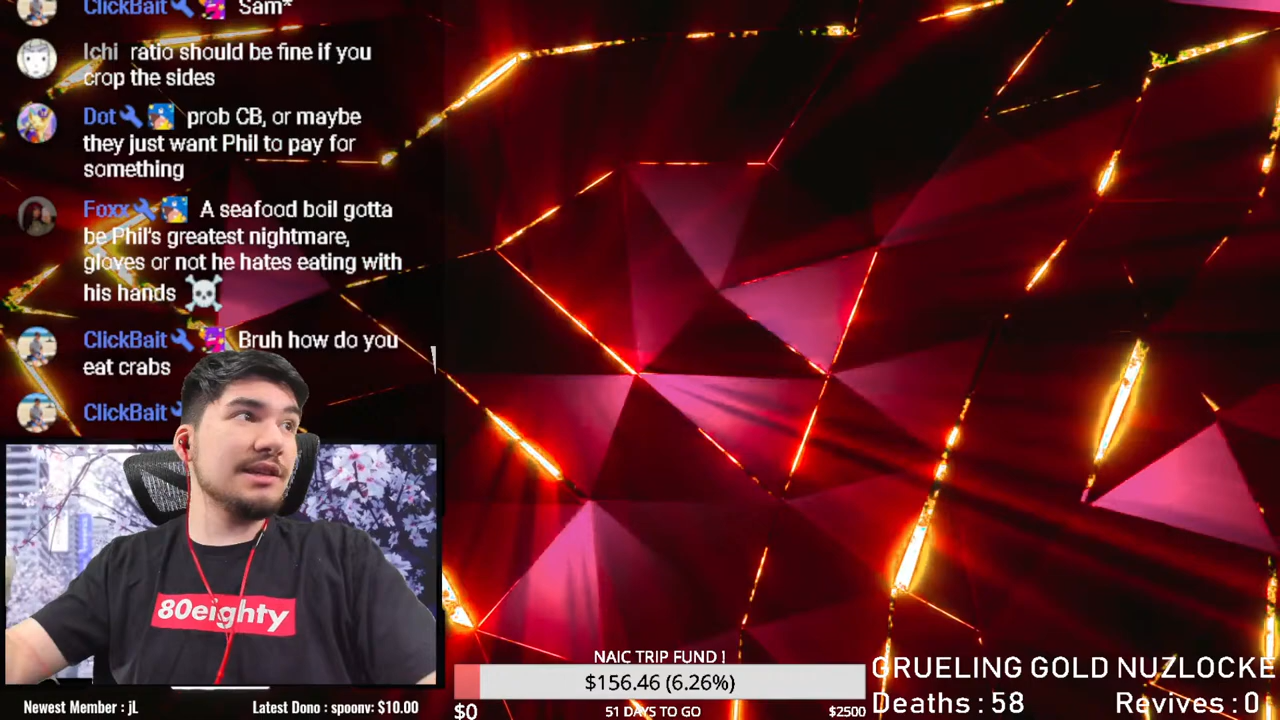 ClickBait Sam*
Ichi ratio should be fine if you
crop the sides
Dot prob CB, or maybe
they just want Phil to pay for
something
Foxx A seafood boil gotta
be Phil's greatest nightmare,
gloves or not he hates eating with
his hands
ClickBait Bruh how do you
eat crabs
ClickBait
80eighty
NAIC TRIP FUND !
$156.46 (6.26%)
$0 51 DAYS TO GO $2500
GRUELING GOLD NUZLOCKE
Deaths : 58 Revives : 0
Newest Member : jL Latest Dono : spoonv: $10.00